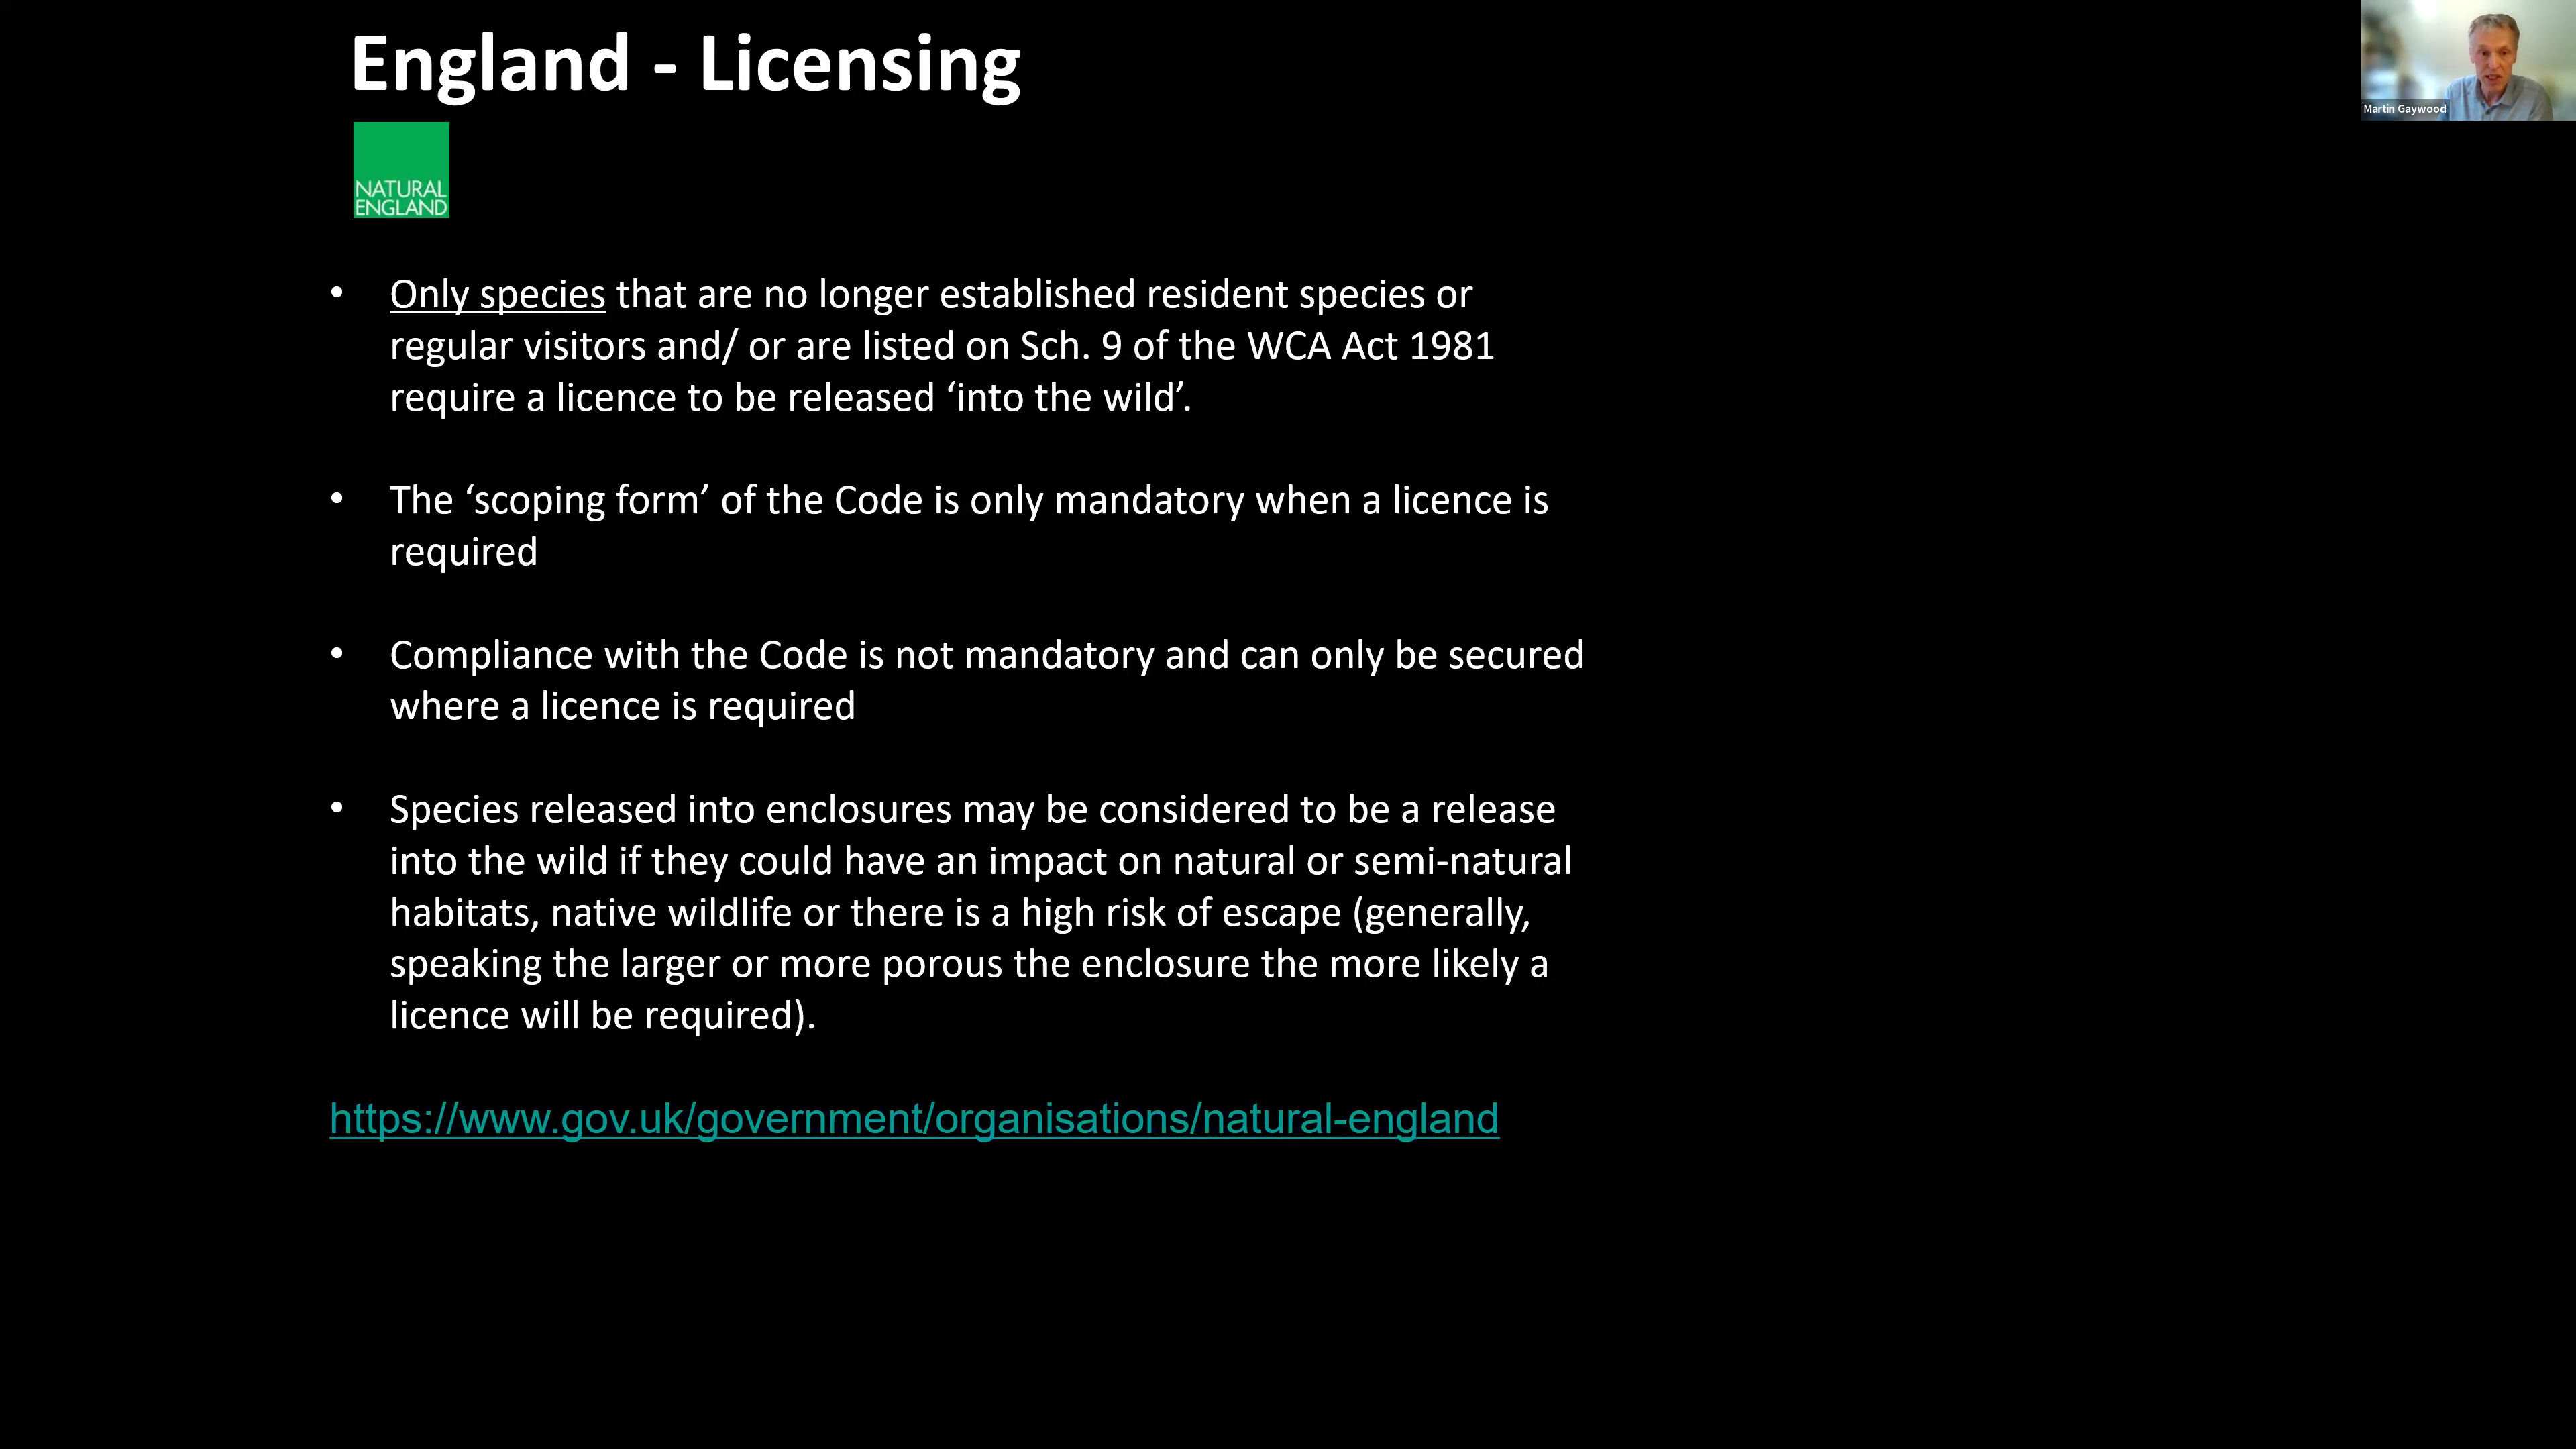 England - Licensing
Martin Gaywood
NATURAL
ENGLAND
• Only species that are no longer established resident species or
regular visitors and/ or are listed on Sch. 9 of the WCA Act 1981
require a licence to be released ‘into the wild’.
• The ‘scoping form’ of the Code is only mandatory when a licence is
required
• Compliance with the Code is not mandatory and can only be secured
where a licence is required
• Species released into enclosures may be considered to be a release
into the wild if they could have an impact on natural or semi-natural
habitats, native wildlife or there is a high risk of escape (generally,
speaking the larger or more porous the enclosure the more likely a
licence will be required).
https://www.gov.uk/government/organisations/natural-england